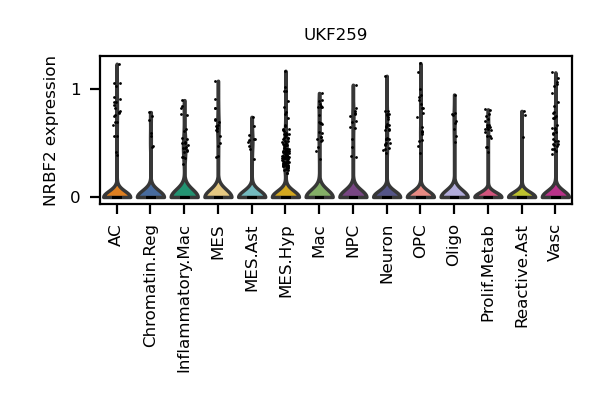 UKF259
NRBF2 expression
1
0
AC
Chromatin.Reg
Inflammatory.Mac
MES
MES.Ast
MES.Hyp
Mac
NPC
Neuron
OPC
Oligo
Prolif.Metab
Reactive.Ast
Vasc